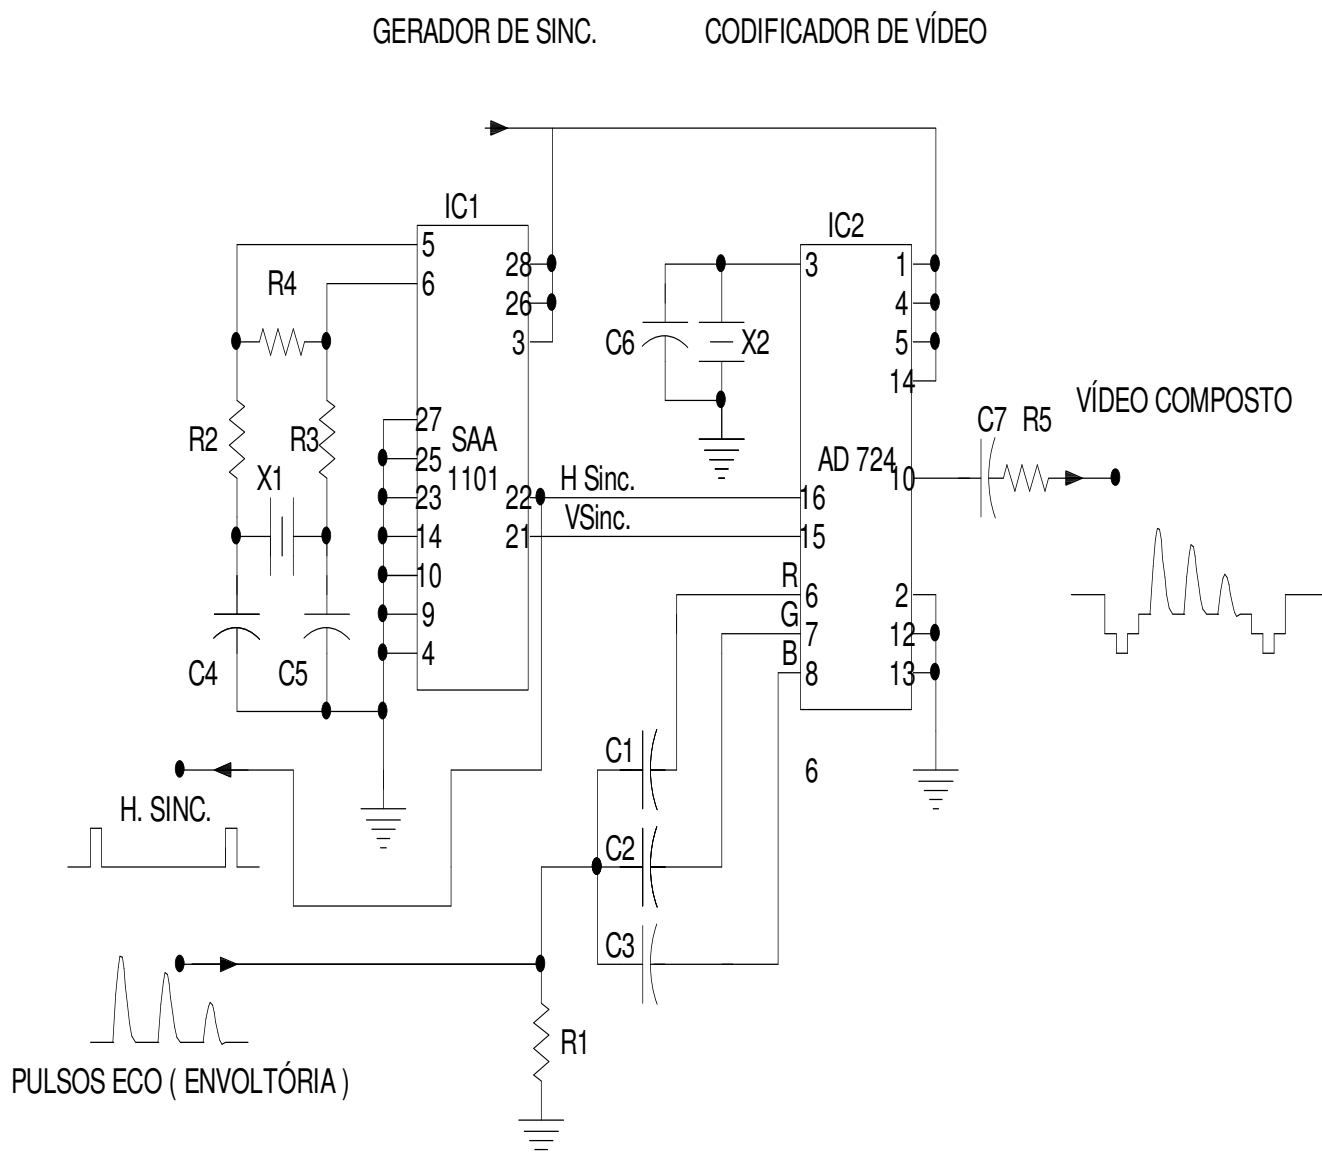 GERADOR DE SINC.
CODIFICADOR DE VÍDEO
IC1
IC2
5
6
28
26
3
3
1
4
5
14
R4
C6
X2
27
25
23
14
10
9
4
SAA
1101
22
21
R2
R3
X1
H Sinc.
VSinc.
AD 724
16
15
10
C7
R5
VÍDEO COMPOSTO
R
6
G
7
B
8
2
12
13
C4
C5
C1
6
H. SINC.
C2
C3
R1
PULSOS ECO ( ENVOLTÓRIA )